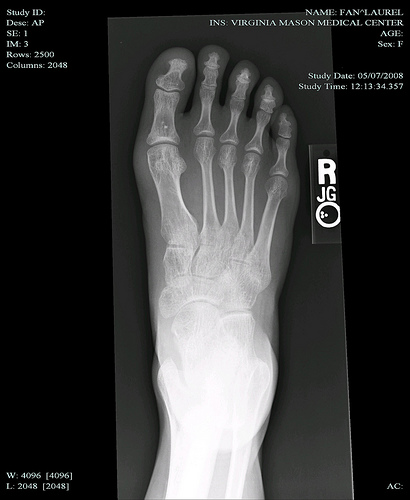 Study ID:
Desc: AP
SE: 1
IM: 3
Rows: 2500
Columns: 2048
NAME: FAN^LAUREL
INS: VIRGINIA MASON MEDICAL CENTER
AGE:
Sex: F
Study Date: 05/07/2008
Study Time: 12:13:34.357
R
JG
W: 4096 [4096]
L: 2048 [2048]
AC: